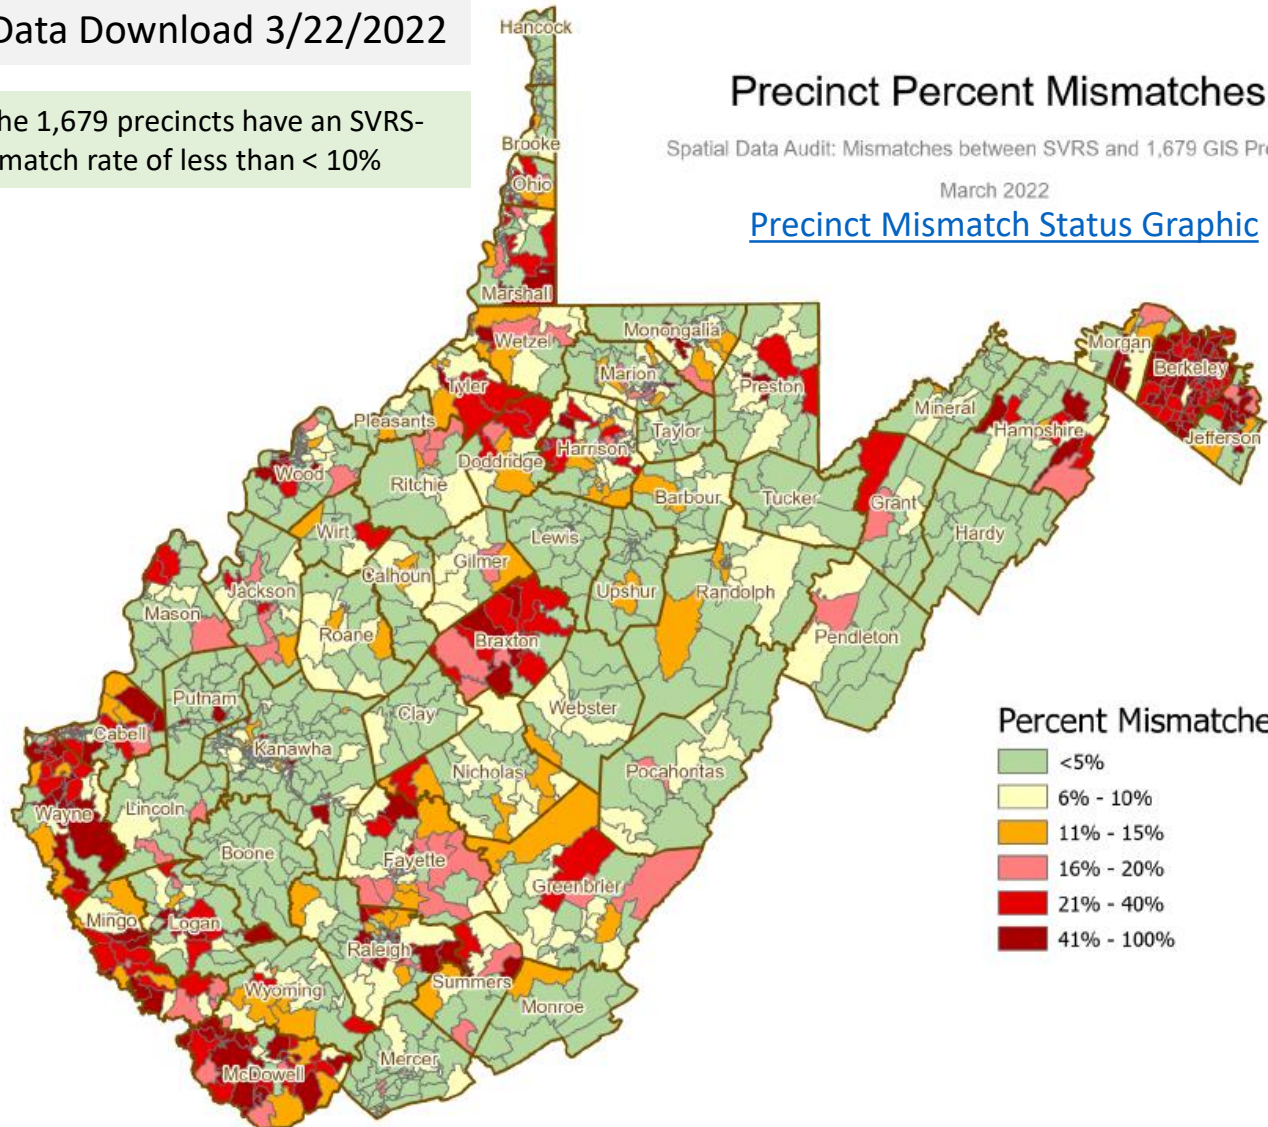 Data Download 3/22/2022
he 1,679 precincts have an SVRS-
match rate of less than < 10%
Precinct Percent Mismatches
Spatial Data Audit: Mismatches between SVRS and 1,679 GIS Pre
March 2022
Precinct Mismatch Status Graphic
Hancock
Brooke
Ohio
Marshall
Wetzel
Monongalia
Morgan
Berkeley
Marion
Preston
Tyler
Mineral
Hampshire
Jefferson
Pleasants
Taylor
Harrison
Doddridge
Wood
Ritchie
Barbour
Tucker
Grant
Hardy
Wirt
Lewis
Gilmer
Calhoun
Jackson
Upshur
Randolph
Mason
Roane
Braxton
Pendleton
Putnam
Clay
Webster
Cabell
Kanawha
Nicholas
Pocahontas
Wayne
Lincoln
Boone
Fayette
Greenbrier
Mingo
Logan
Raleigh
Summers
Wyoming
Monroe
Mercer
McDowell
Percent Mismatche
<5%
6% - 10%
11% - 15%
16% - 20%
21% - 40%
41% - 100%